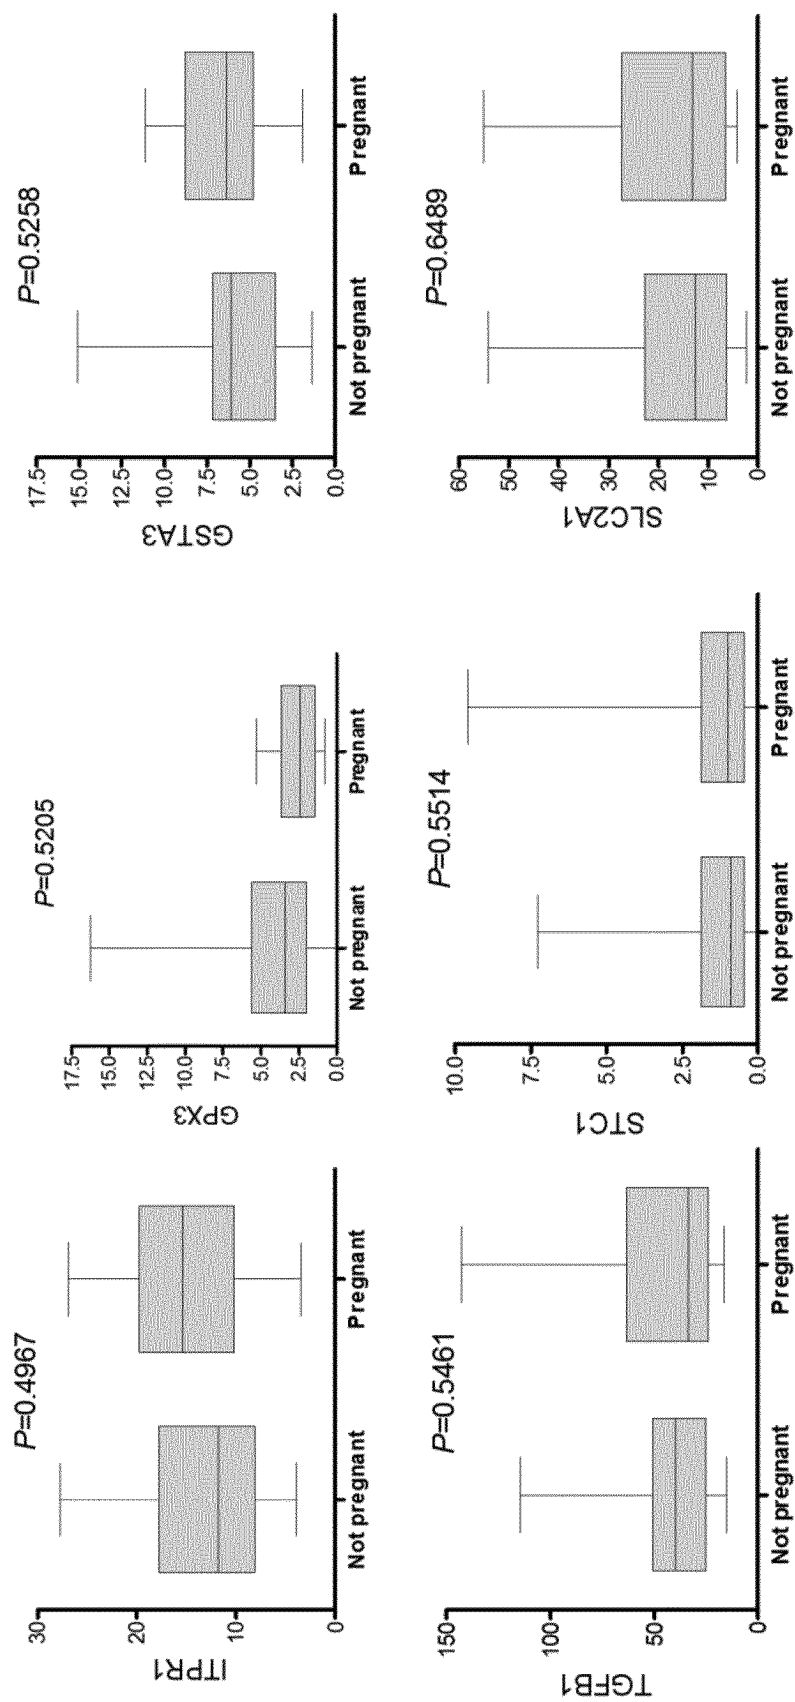 ITPR1
30
20
10
0
P=0.4967
Not pregnant
Pregnant
GPX3
17.5
15.0
12.5
10.0
7.5
5.0
2.5
0.0
P=0.5205
Not pregnant
Pregnant
GSTA3
17.5
15.0
12.5
10.0
7.5
5.0
2.5
0.0
P=0.5258
Not pregnant
Pregnant
TGFB1
150
100
50
0
P=0.5461
Not pregnant
Pregnant
STC1
10.0
7.5
5.0
2.5
0.0
P=0.5514
Not pregnant
Pregnant
SLC2A1
60
50
40
30
20
10
0
P=0.6489
Not pregnant
Pregnant